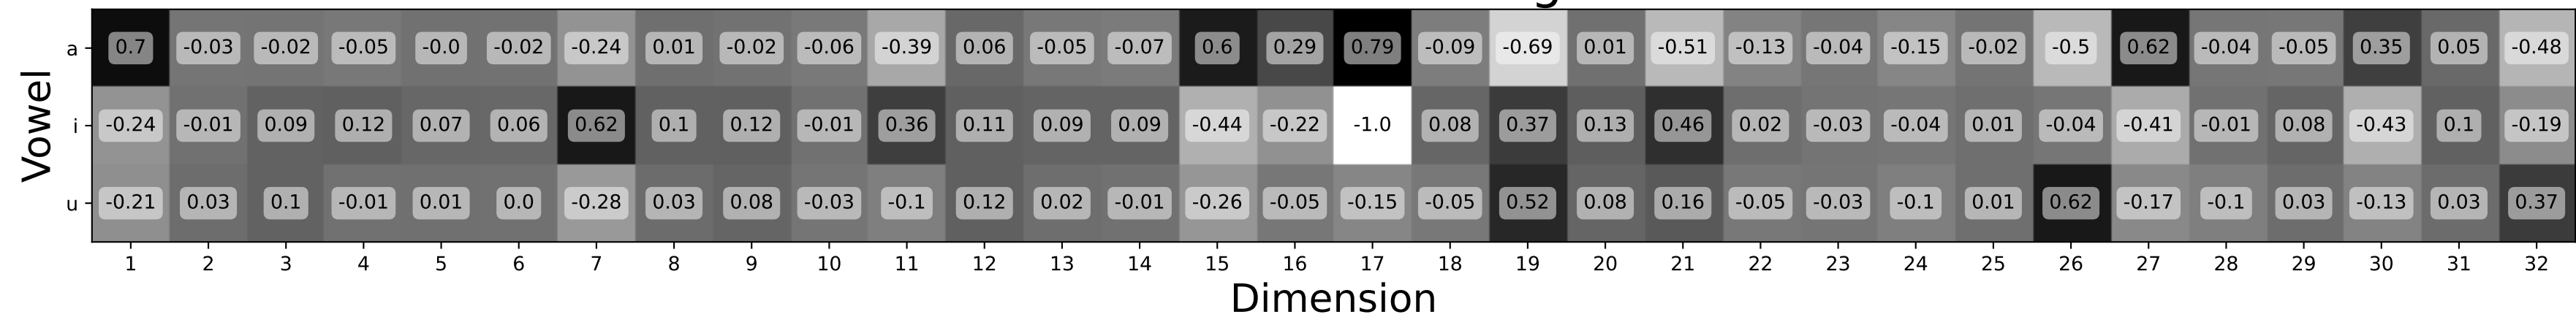 a 0.7 -0.03 -0.02 -0.05 -0.0 -0.02 -0.24 0.01 -0.02 -0.06 -0.39 0.06 -0.05 -0.07 0.6 0.29 0.79 -0.09 -0.69 0.01 -0.51 -0.13 -0.04 -0.15 -0.02 -0.5 0.62 -0.04 -0.05 0.35 0.05 -0.48
Vowel
i -0.24 -0.01 0.09 0.12 0.07 0.06 0.62 0.1 0.12 -0.01 0.36 0.11 0.09 0.09 -0.44 -0.22 -1.0 0.08 0.37 0.13 0.46 0.02 -0.03 -0.04 0.01 -0.04 -0.41 -0.01 0.08 -0.43 0.1 -0.19
u -0.21 0.03 0.1 -0.01 0.01 0.0 -0.28 0.03 0.08 -0.03 -0.1 0.12 0.02 -0.01 -0.26 -0.05 -0.15 -0.05 0.52 0.08 0.16 -0.05 -0.03 -0.1 0.01 0.62 -0.17 -0.1 0.03 -0.13 0.03 0.37
1 2 3 4 5 6 7 8 9 10 11 12 13 14 15 16 17 18 19 20 21 22 23 24 25 26 27 28 29 30 31 32
Dimension